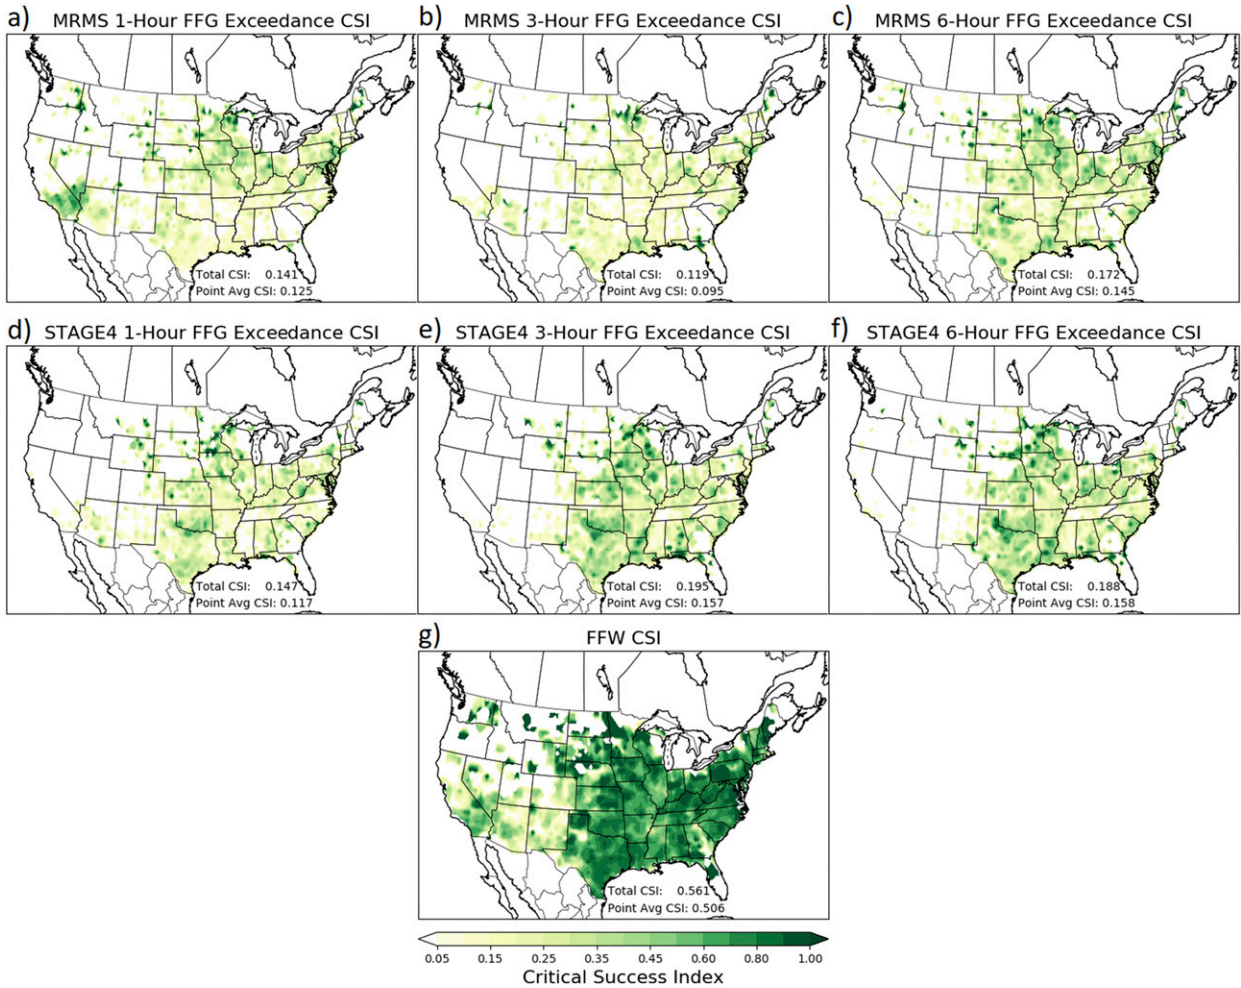 a) MRMS 1-Hour FFG Exceedance CSI
Total CSI: 0.141
Point Avg CSI: 0.125
b) MRMS 3-Hour FFG Exceedance CSI
Total CSI: 0.119
Point Avg CSI: 0.095
c) MRMS 6-Hour FFG Exceedance CSI
Total CSI: 0.172
Point Avg CSI: 0.145
d) STAGE4 1-Hour FFG Exceedance CSI
Total CSI: 0.147
Point Avg CSI: 0.117
e) STAGE4 3-Hour FFG Exceedance CSI
Total CSI: 0.195
Point Avg CSI: 0.157
f) STAGE4 6-Hour FFG Exceedance CSI
Total CSI: 0.188
Point Avg CSI: 0.158
g) FFW CSI
Total CSI: 0.561
Point Avg CSI: 0.506
0.05 0.15 0.25 0.35 0.45 0.60 0.80 1.00
Critical Success Index